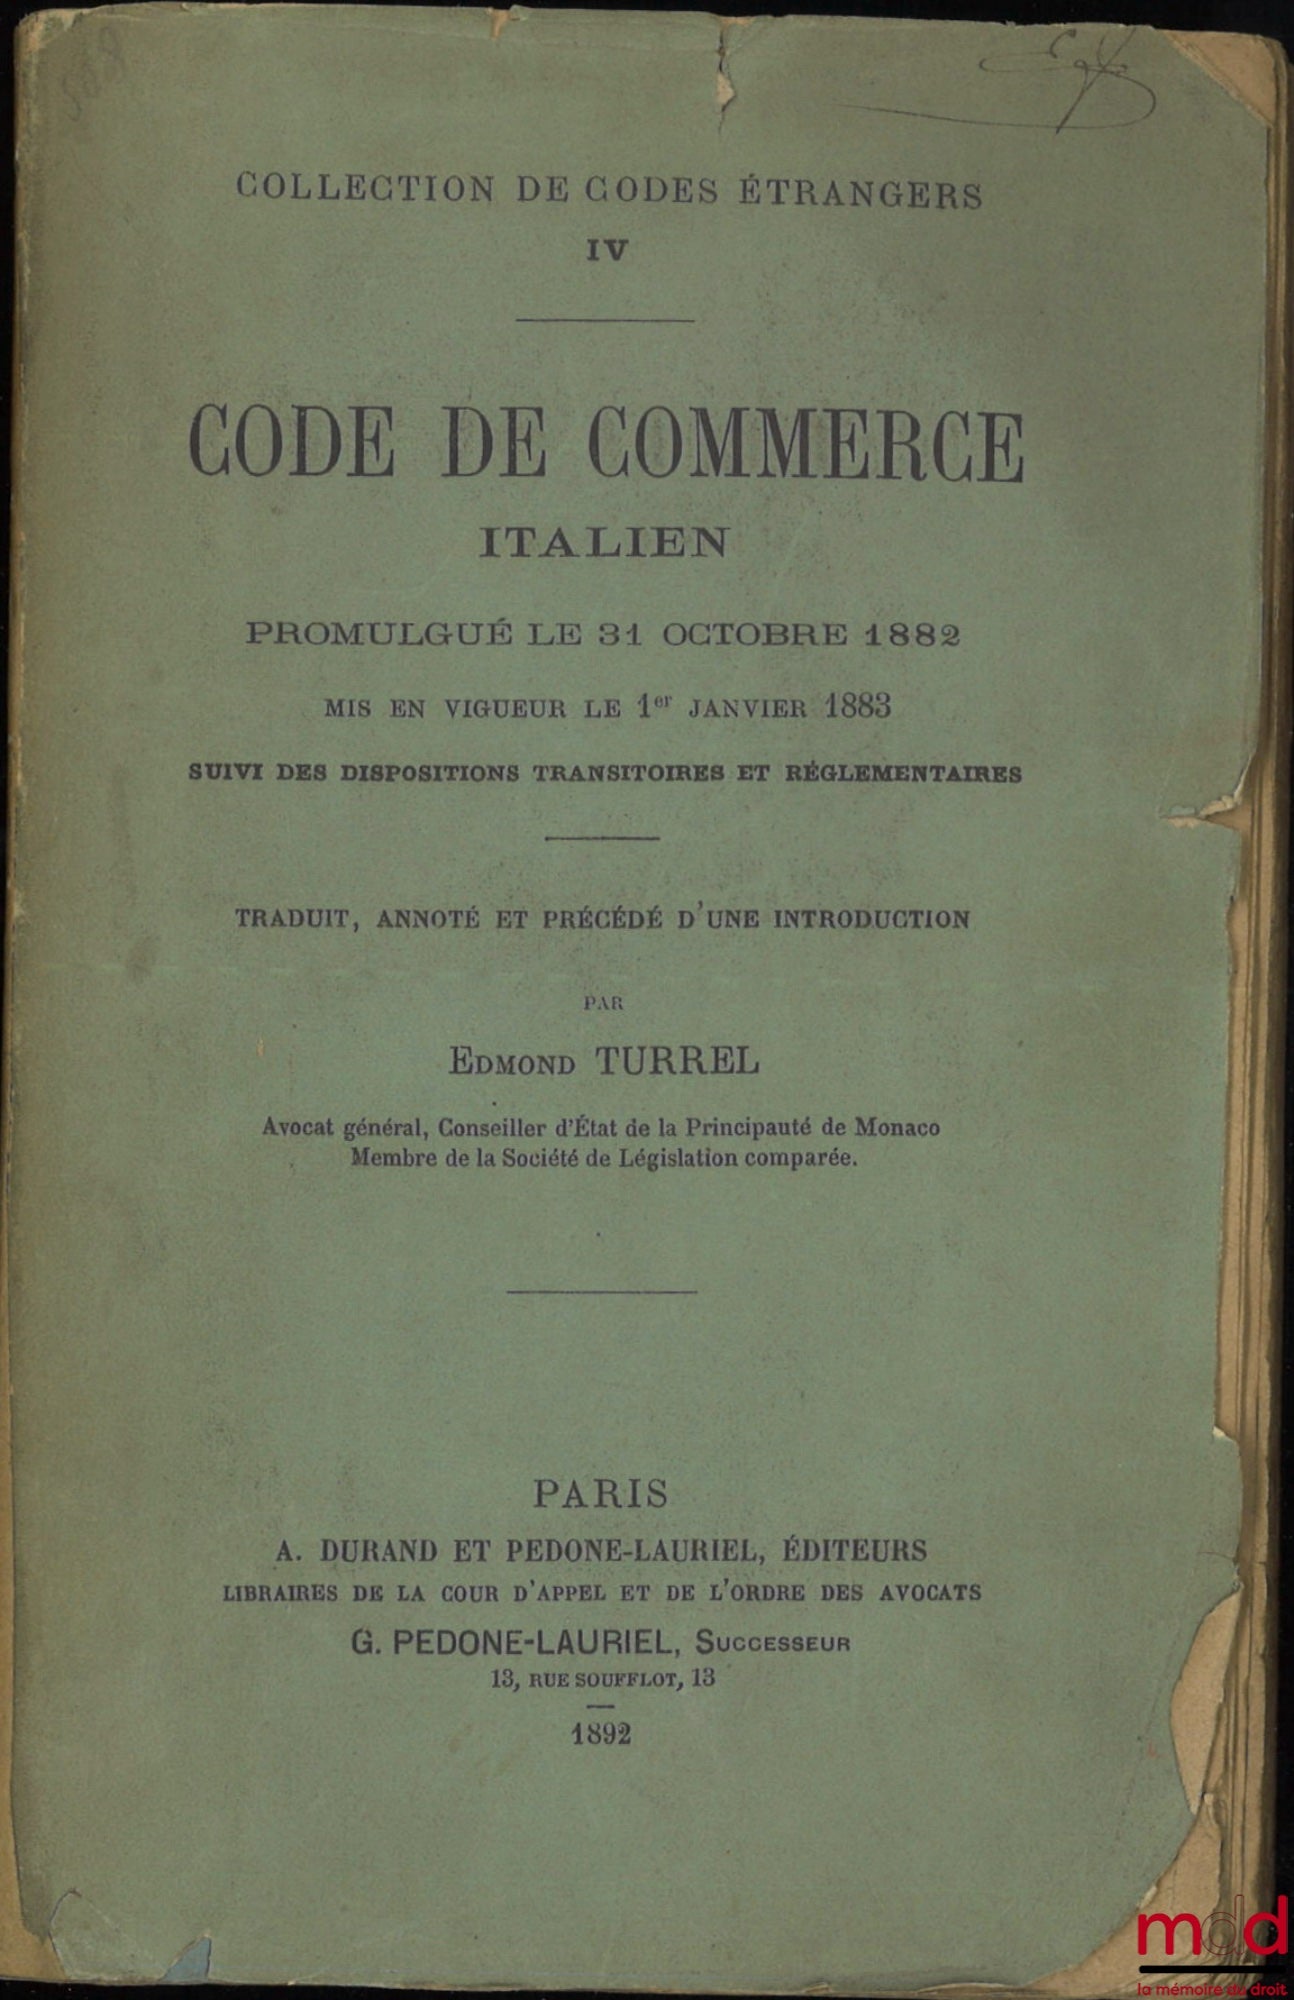 COLLECTION DE CODES ÉTRANGERS
IV
CODE DE COMMERCE
ITALIEN
PROMULGUÉ LE 31 OCTOBRE 1882
MIS EN VIGUEUR LE 1er JANVIER 1883
SUIVI DES DISPOSITIONS TRANSITOIRES ET RÉGLEMENTAIRES
TRADUIT, ANNOTÉ ET PRÉCÉDÉ D'UNE INTRODUCTION
PAR
EDMOND TURREL
Avocat général, Conseiller d'État de la Principauté de Monaco
Membre de la Société de Législation comparée.
PARIS
A. DURAND ET PEDONE-LAURIEL, ÉDITEURS
LIBRAIRES DE LA COUR D'APPEL ET DE L'ORDRE DES AVOCATS
G. PEDONE-LAURIEL, SUCCESSEUR
13, RUE SOUFFLOT, 13
1892
mdd
la mémoire du droit